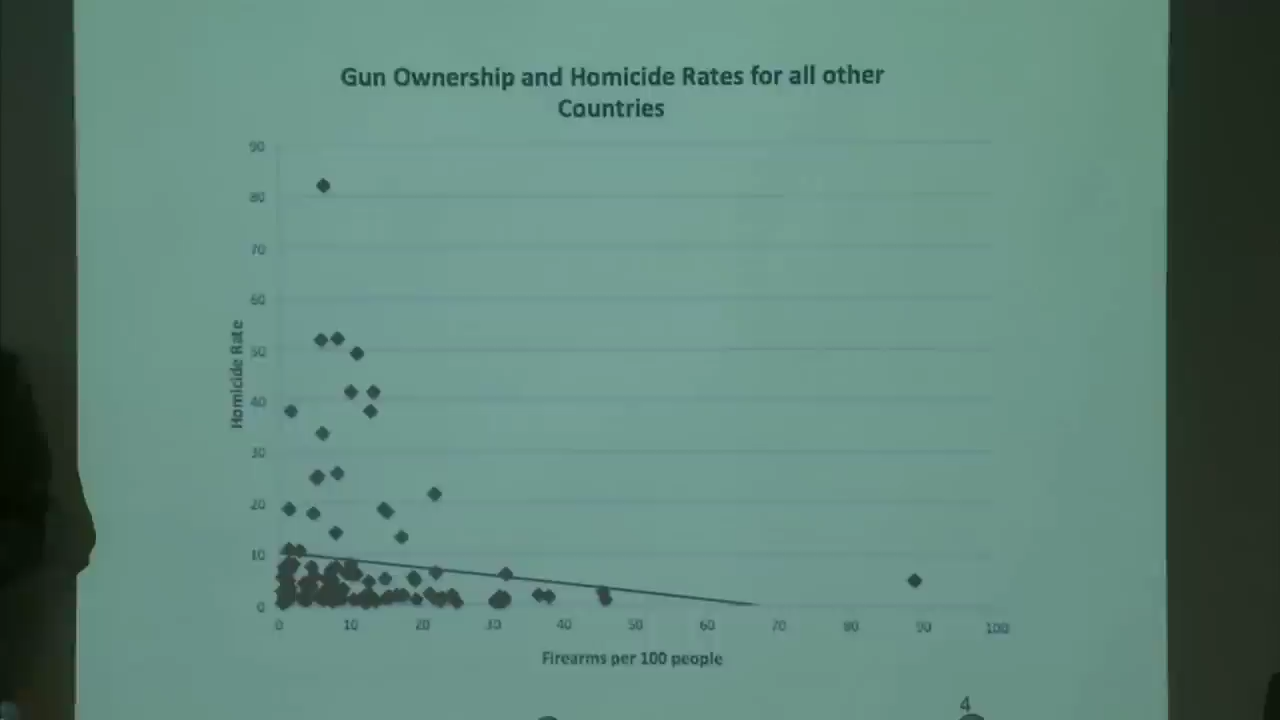 Gun Ownership and Homicide Rates for all other
Countries
90
80
70
60
50
40
30
20
10
0
Homicide Rate
0 10 20 30 40 50 60 70 80 90 100
Firearms per 100 people
4